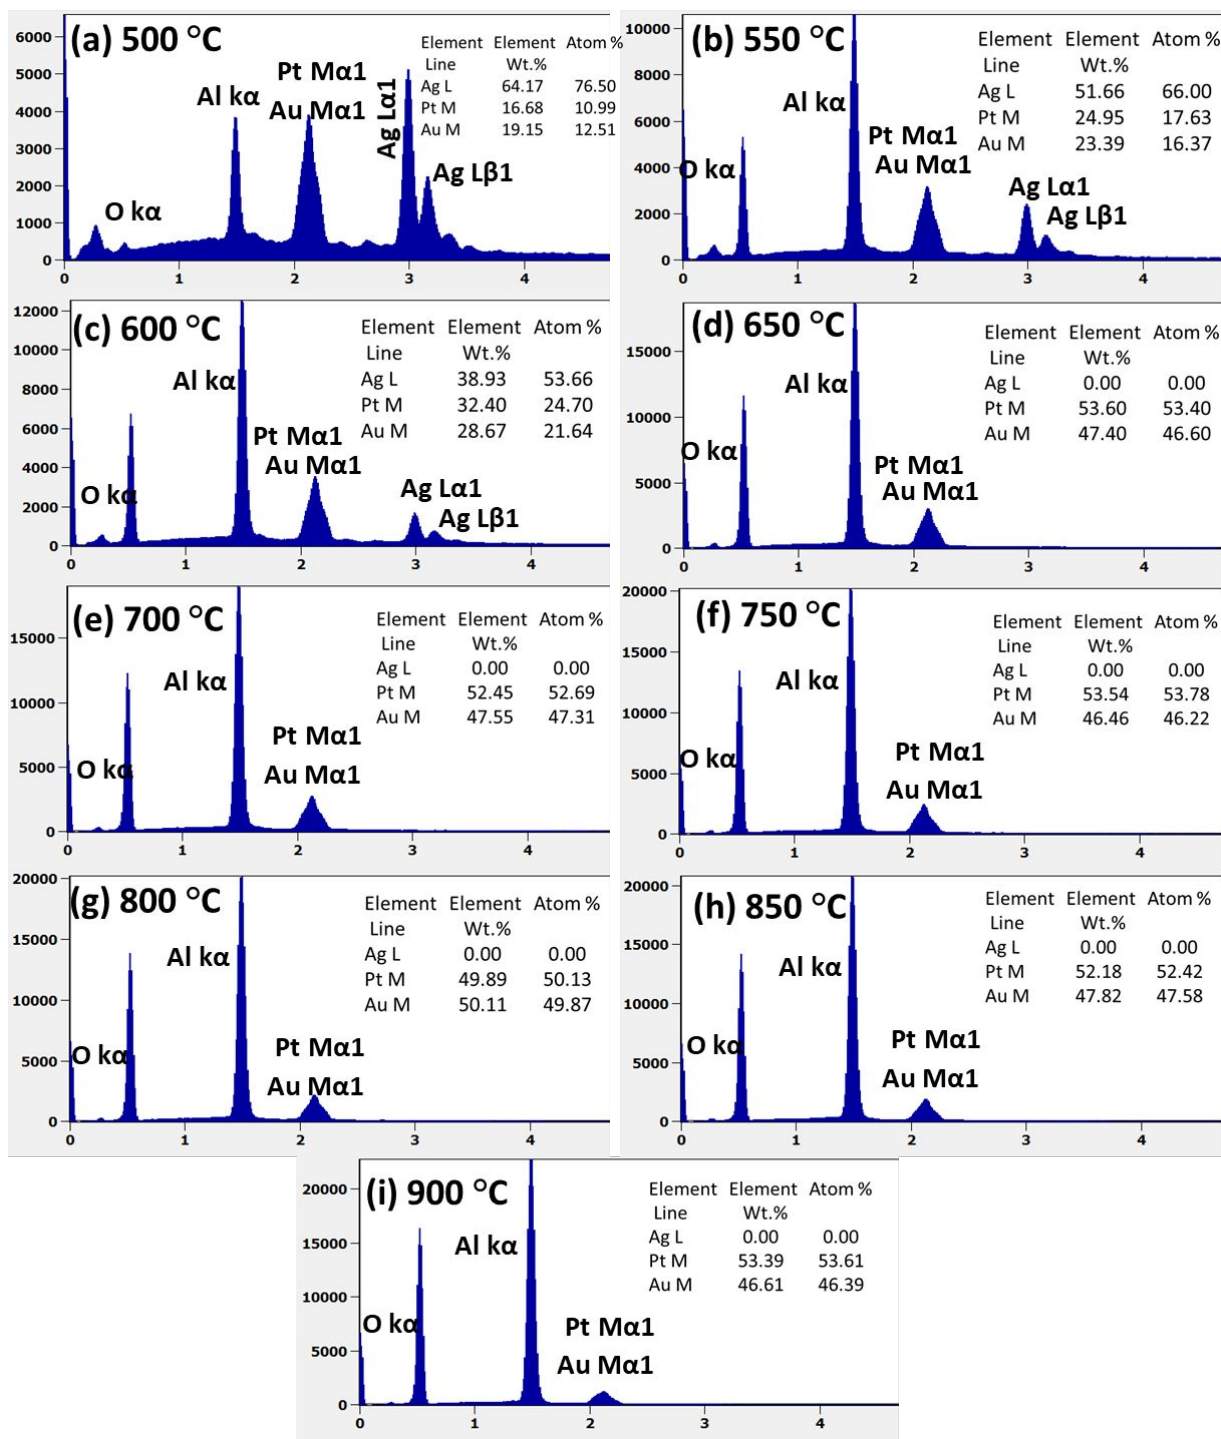 (a) 500 °C
Element Element Atom %
Line Wt.%
Ag L 64.17 76.50
Pt M 16.68 10.99
Au M 19.15 12.51
6000
5000
4000
3000
2000
1000
0
O kα
Al kα
Pt Mα1
Au Mα1
Ag Lα1
Ag Lβ1
0 1 2 3 4
(b) 550 °C
Element Element Atom %
Line Wt.%
Ag L 51.66 66.00
Pt M 24.95 17.63
Au M 23.39 16.37
10000
8000
6000
4000
2000
0
O kα
Al kα
Pt Mα1
Au Mα1
Ag Lα1
Ag Lβ1
0 1 2 3 4
(c) 600 °C
Element Element Atom %
Line Wt.%
Ag L 38.93 53.66
Pt M 32.40 24.70
Au M 28.67 21.64
12000
10000
8000
6000
4000
2000
0
O kα
Al kα
Pt Mα1
Au Mα1
Ag Lα1
Ag Lβ1
0 1 2 3 4
(d) 650 °C
Element Element Atom %
Line Wt.%
Ag L 0.00 0.00
Pt M 53.60 53.40
Au M 47.40 46.60
15000
10000
5000
0
O kα
Al kα
Pt Mα1
Au Mα1
0 1 2 3 4
(e) 700 °C
Element Element Atom %
Line Wt.%
Ag L 0.00 0.00
Pt M 52.45 52.69
Au M 47.55 47.31
15000
10000
5000
0
O kα
Al kα
Pt Mα1
Au Mα1
0 1 2 3 4
(f) 750 °C
Element Element Atom %
Line Wt.%
Ag L 0.00 0.00
Pt M 53.54 53.78
Au M 46.46 46.22
20000
15000
10000
5000
0
O kα
Al kα
Pt Mα1
Au Mα1
0 1 2 3 4
(g) 800 °C
Element Element Atom %
Line Wt.%
Ag L 0.00 0.00
Pt M 49.89 50.13
Au M 50.11 49.87
20000
15000
10000
5000
0
O kα
Al kα
Pt Mα1
Au Mα1
0 1 2 3 4
(h) 850 °C
Element Element Atom %
Line Wt.%
Ag L 0.00 0.00
Pt M 52.18 52.42
Au M 47.82 47.58
20000
15000
10000
5000
0
O kα
Al kα
Pt Mα1
Au Mα1
0 1 2 3 4
(i) 900 °C
Element Element Atom %
Line Wt.%
Ag L 0.00 0.00
Pt M 53.39 53.61
Au M 46.61 46.39
20000
15000
10000
5000
0
O kα
Al kα
Pt Mα1
Au Mα1
0 1 2 3 4